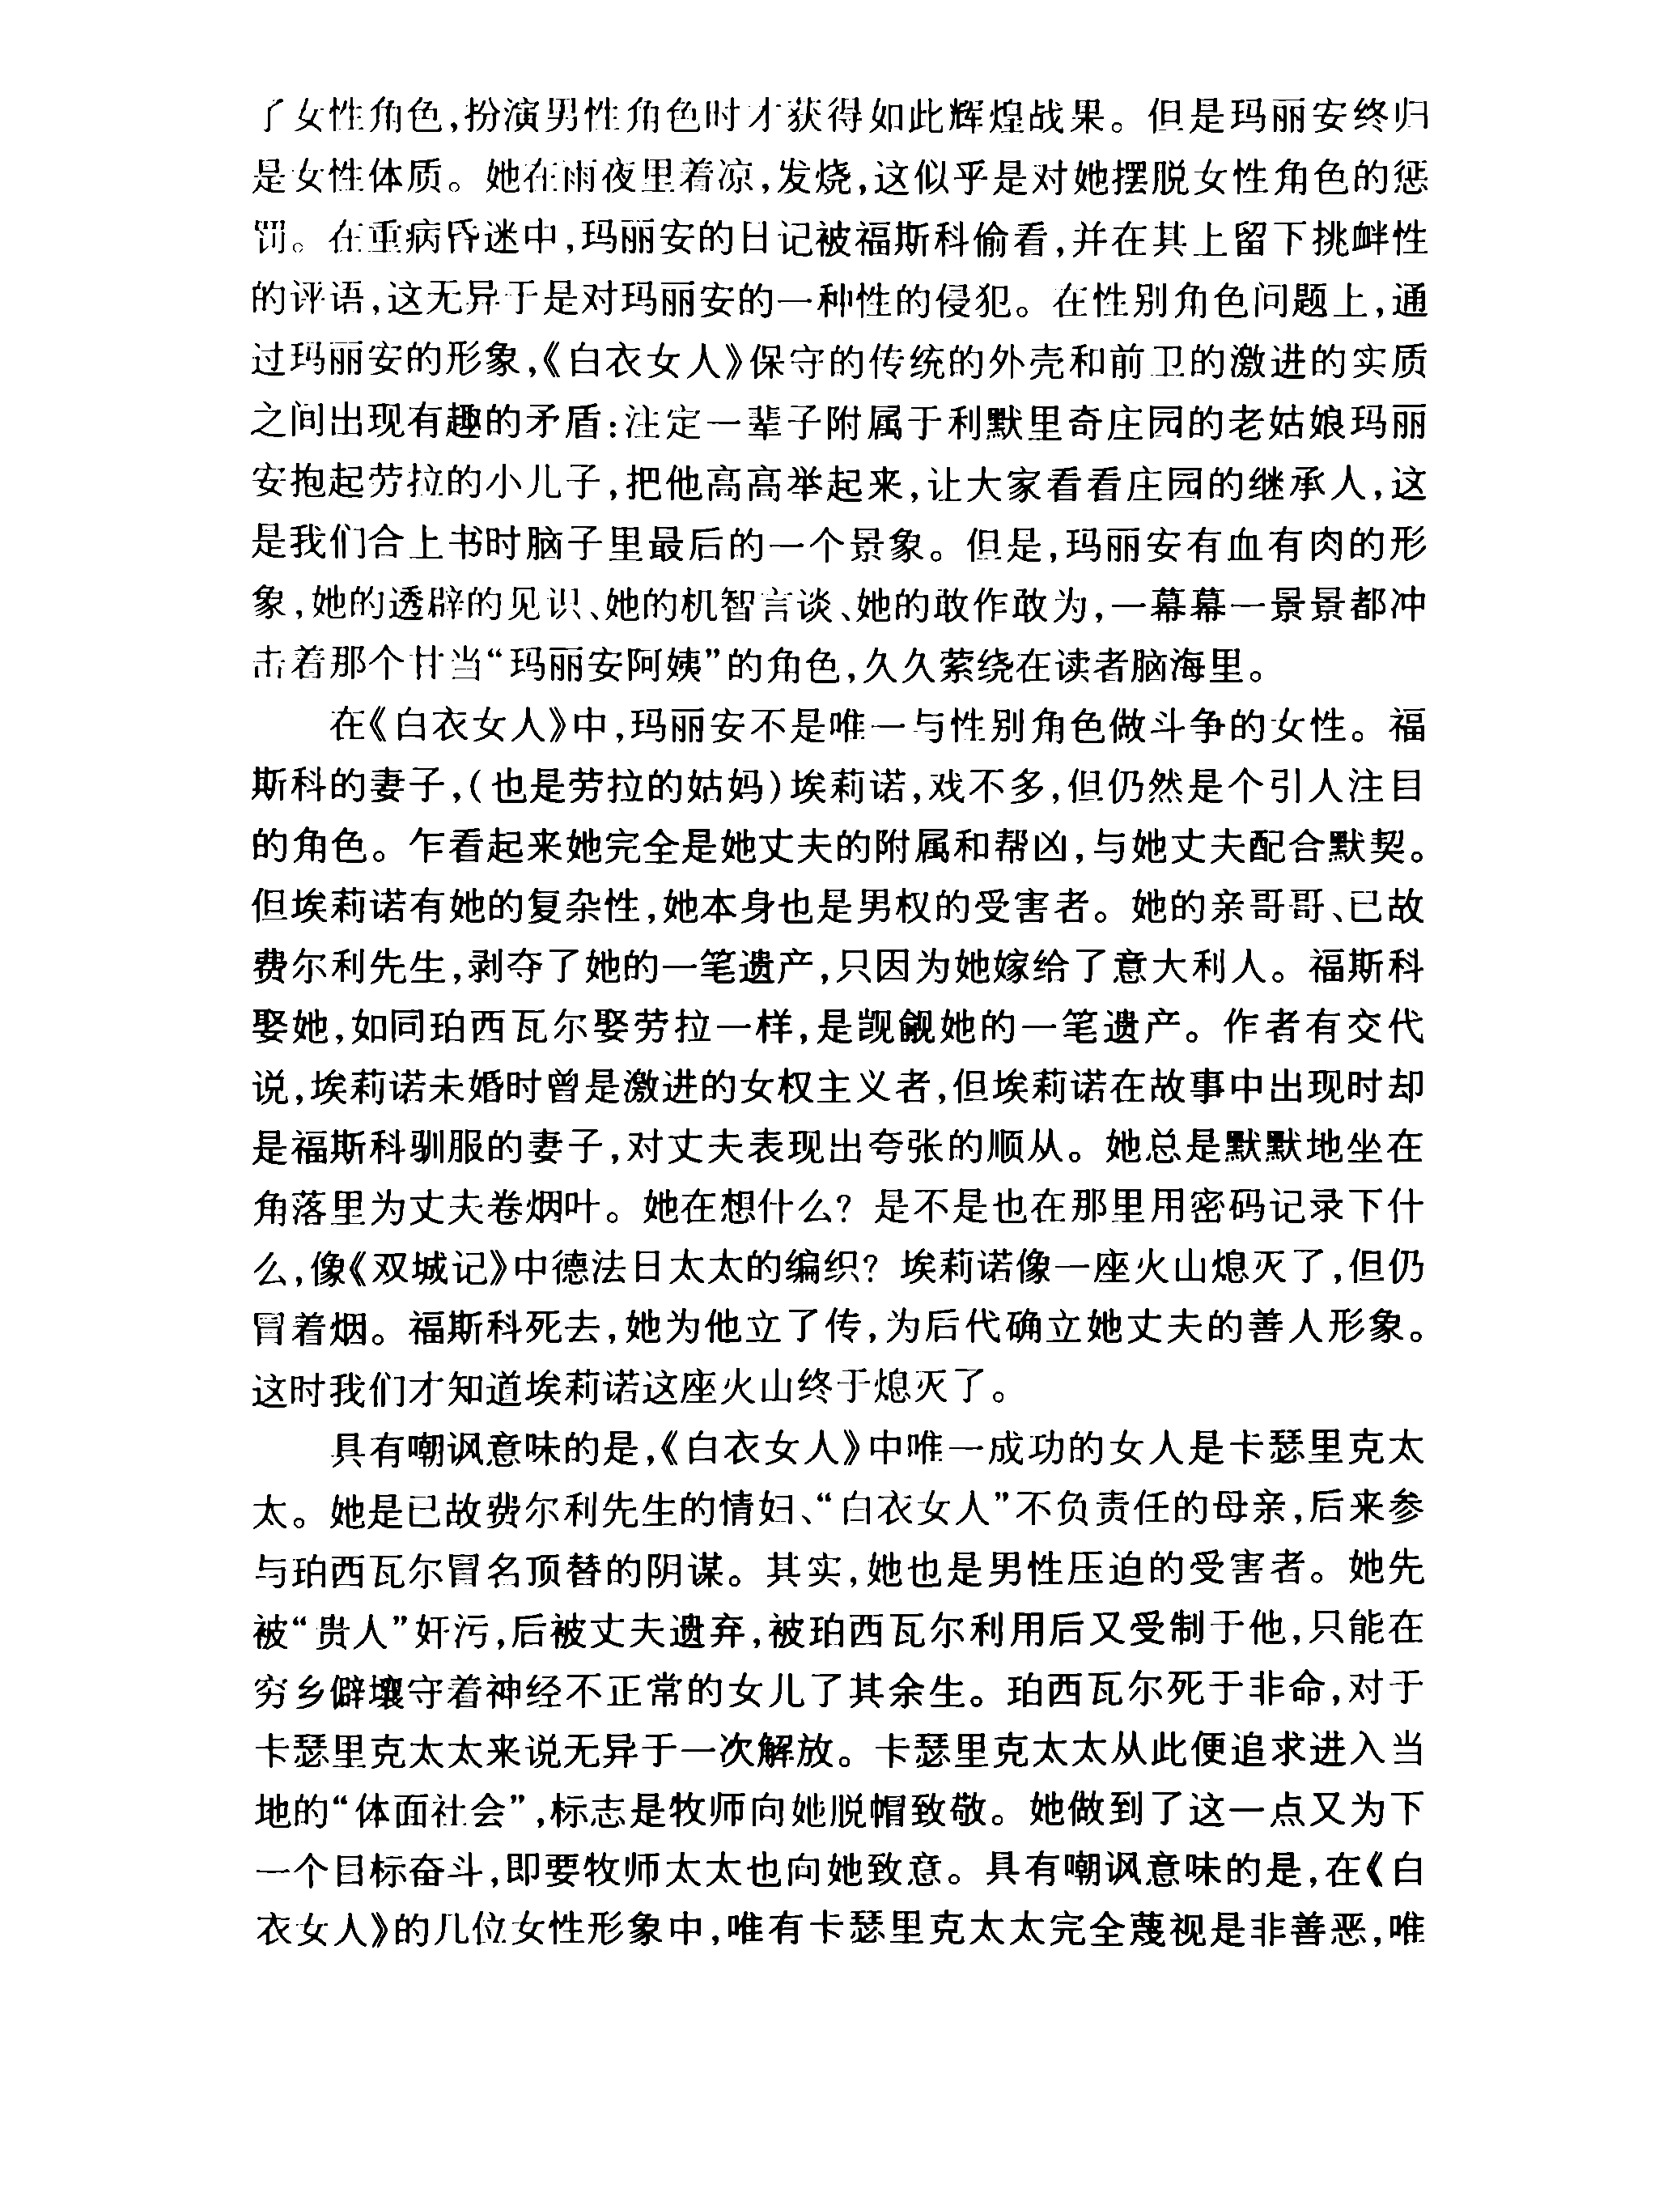 了女性角色,扮演男性角色时才获得如此辉煌战果。但是玛丽安终归
是女性体质。她在雨夜里着凉,发烧,这似乎是对她摆脱女性角色的惩
罚。在重病昏迷中,玛丽安的日记被福斯科偷看,并在其上留下挑衅性
的评语,这无异于是对玛丽安的一种性的侵犯。在性别角色问题上,通
过玛丽安的形象,《白衣女人》保守的传统的外壳和前卫的激进的实质
之间出现有趣的矛盾:注定一辈子附属于利默里奇庄园的老姑娘玛丽
安抱起劳拉的小儿子,把他高高举起来,让大家看看庄园的继承人,这
是我们合上书时脑子里最后的一个景象。但是,玛丽安有血有肉的形
象,她的透辟的见识、她的机智言谈、她的敢作敢为,一幕幕一景景都冲
击着那个甘当“玛丽安阿姨”的角色,久久萦绕在读者脑海里。
在《白衣女人》中,玛丽安不是唯一与性别角色做斗争的女性。福
斯科的妻子,(也是劳拉的姑妈)埃莉诺,戏不多,但仍然是个引人注目
的角色。乍看起来她完全是她丈夫的附属和帮凶,与她丈夫配合默契。
但埃莉诺有她的复杂性,她本身也是男权的受害者。她的亲哥哥、已故
费尔利先生,剥夺了她的一笔遗产,只因为她嫁给了意大利人。福斯科
娶她,如同珀西瓦尔娶劳拉一样,是觊觎她的一笔遗产。作者有交代
说,埃莉诺未婚时曾是激进的女权主义者,但埃莉诺在故事中出现时却
是福斯科驯服的妻子,对丈夫表现出夸张的顺从。她总是默默地坐在
角落里为丈夫卷烟叶。她在想什么?是不是也在那里用密码记录下什
么,像《双城记》中德法日太太的编织?埃莉诺像一座火山熄灭了,但仍
冒着烟。福斯科死去,她为他立了传,为后代确立她丈夫的善人形象。
这时我们才知道埃莉诺这座火山终于熄灭了。
具有嘲讽意味的是,《白衣女人》中唯一成功的女人是卡瑟里克太
太。她是已故费尔利先生的情妇、“白衣女人”不负责任的母亲,后来参
与珀西瓦尔冒名顶替的阴谋。其实,她也是男性压迫的受害者。她先
被“贵人”奸污,后被丈夫遗弃,被珀西瓦尔利用后又受制于他,只能在
穷乡僻壤守着神经不正常的女儿了其余生。珀西瓦尔死于非命,对于
卡瑟里克太太来说无异于一次解放。卡瑟里克太太从此便追求进入当
地的“体面社会”,标志是牧师向她脱帽致敬。她做到了这一点又为下
一个目标奋斗,即要牧师太太也向她致意。具有嘲讽意味的是,在《白
衣女人》的几位女性形象中,唯有卡瑟里克太太完全蔑视是非善恶,唯